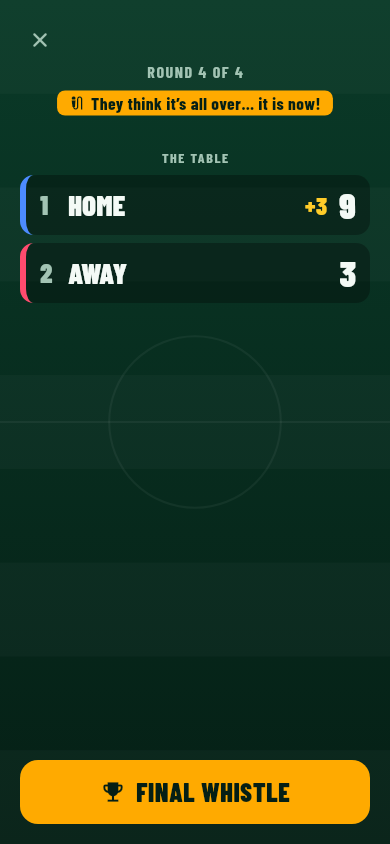 ROUND 4 OF 4
They think it's all over... it is now!
THE TABLE
1 HOME +3 9
2 AWAY 3
FINAL WHISTLE